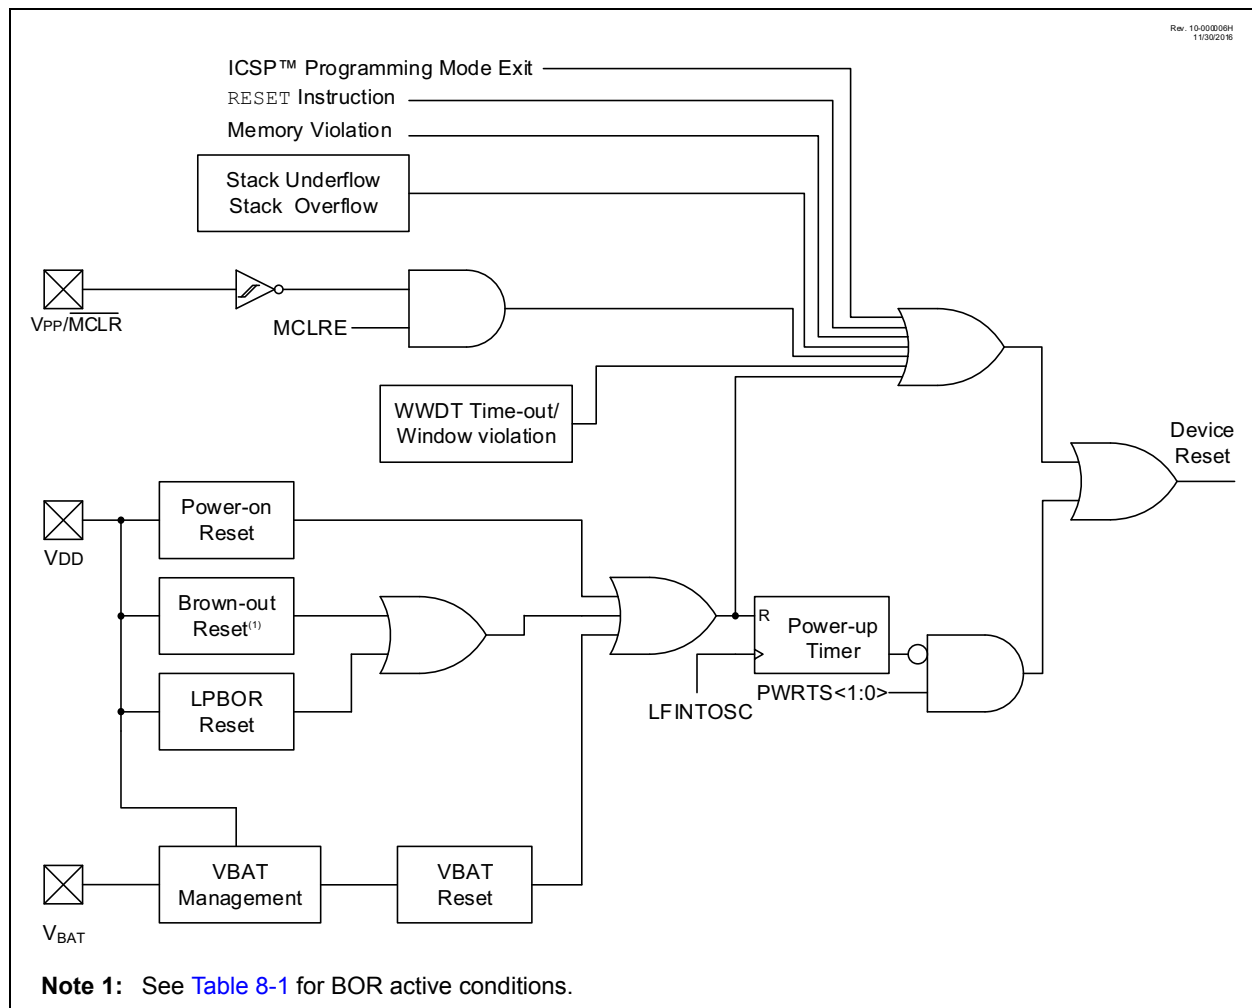 Rev. 10-000006H
11/30/2016
ICSP™ Programming Mode Exit
RESET Instruction
Memory Violation
Stack Underflow
Stack Overflow
VPP/MCLR
MCLRE
WWDT Time-out/
Window violation
Device
Reset
Power-on
Reset
VDD
Brown-out
Reset(1)
R
Power-up
Timer
LPBOR
Reset
PWRTS<1:0>
LFINTOSC
VBAT
Management
VBAT
Reset
VBAT
Note 1: See Table 8-1 for BOR active conditions.